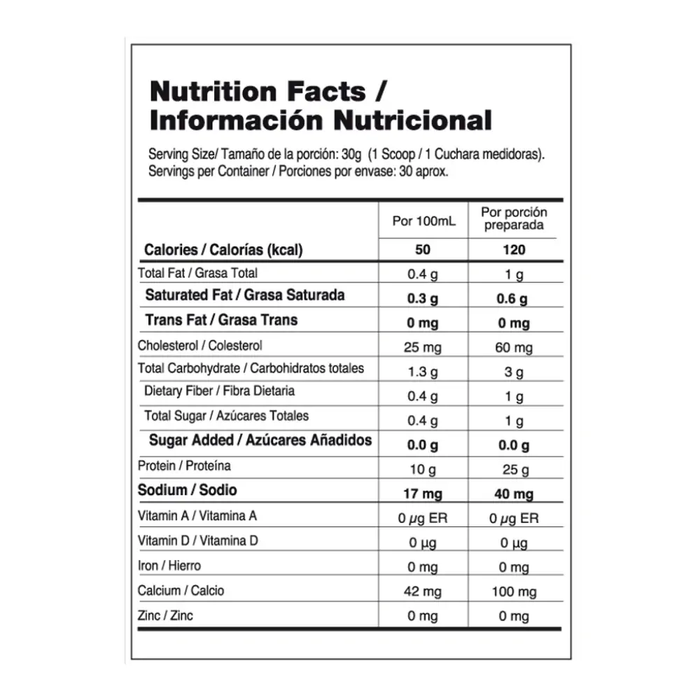 Nutrition Facts /
Información Nutricional
Serving Size/ Tamaño de la porción: 30g (1 Scoop / 1 Cuchara medidoras).
Servings per Container / Porciones por envase: 30 aprox.
Por 100mL Por porción preparada
Calories / Calorías (kcal) 50 120
Total Fat / Grasa Total 0.4 g 1 g
Saturated Fat / Grasa Saturada 0.3 g 0.6 g
Trans Fat / Grasa Trans 0 mg 0 mg
Cholesterol / Colesterol 25 mg 60 mg
Total Carbohydrate / Carbohidratos totales 1.3 g 3 g
Dietary Fiber / Fibra Dietaria 0.4 g 1 g
Total Sugar / Azúcares Totales 0.4 g 1 g
Sugar Added / Azúcares Añadidos 0.0 g 0.0 g
Protein / Proteína 10 g 25 g
Sodium / Sodio 17 mg 40 mg
Vitamin A / Vitamina A 0 µg ER 0 µg ER
Vitamin D / Vitamina D 0 µg 0 µg
Iron / Hierro 0 mg 0 mg
Calcium / Calcio 42 mg 100 mg
Zinc / Zinc 0 mg 0 mg